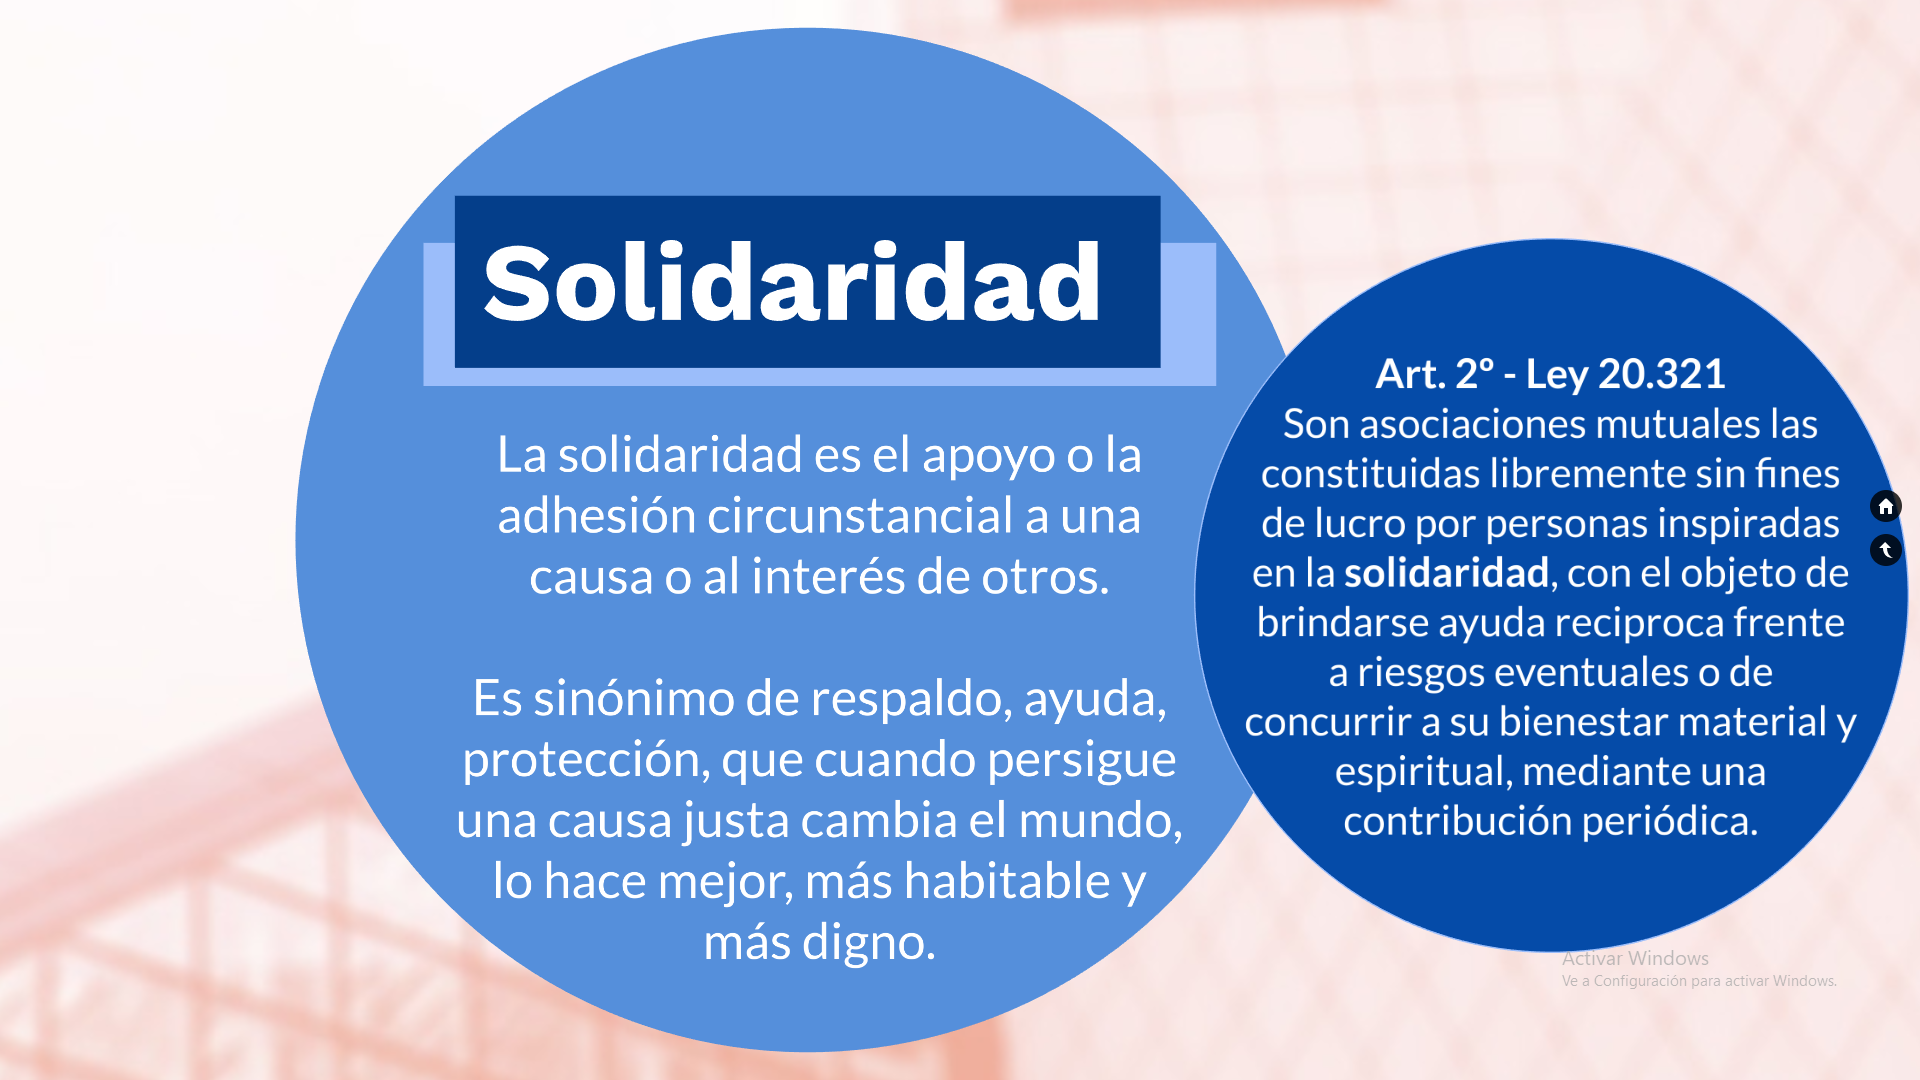 Solidaridad
La solidaridad es el apoyo o la
adhesión circunstancial a una
causa o al interés de otros.
Es sinónimo de respaldo, ayuda,
protección, que cuando persigue
una causa justa cambia el mundo,
lo hace mejor, más habitable y
más digno.
Art. 2º - Ley 20.321
Son asociaciones mutuales las
constituidas libremente sin fines
de lucro por personas inspiradas
en la solidaridad, con el objeto de
brindarse ayuda reciproca frente
a riesgos eventuales o de
concurrir a su bienestar material y
espiritual, mediante una
contribución periódica.
Activar Windows
Ve a Configuración para activar Windows.